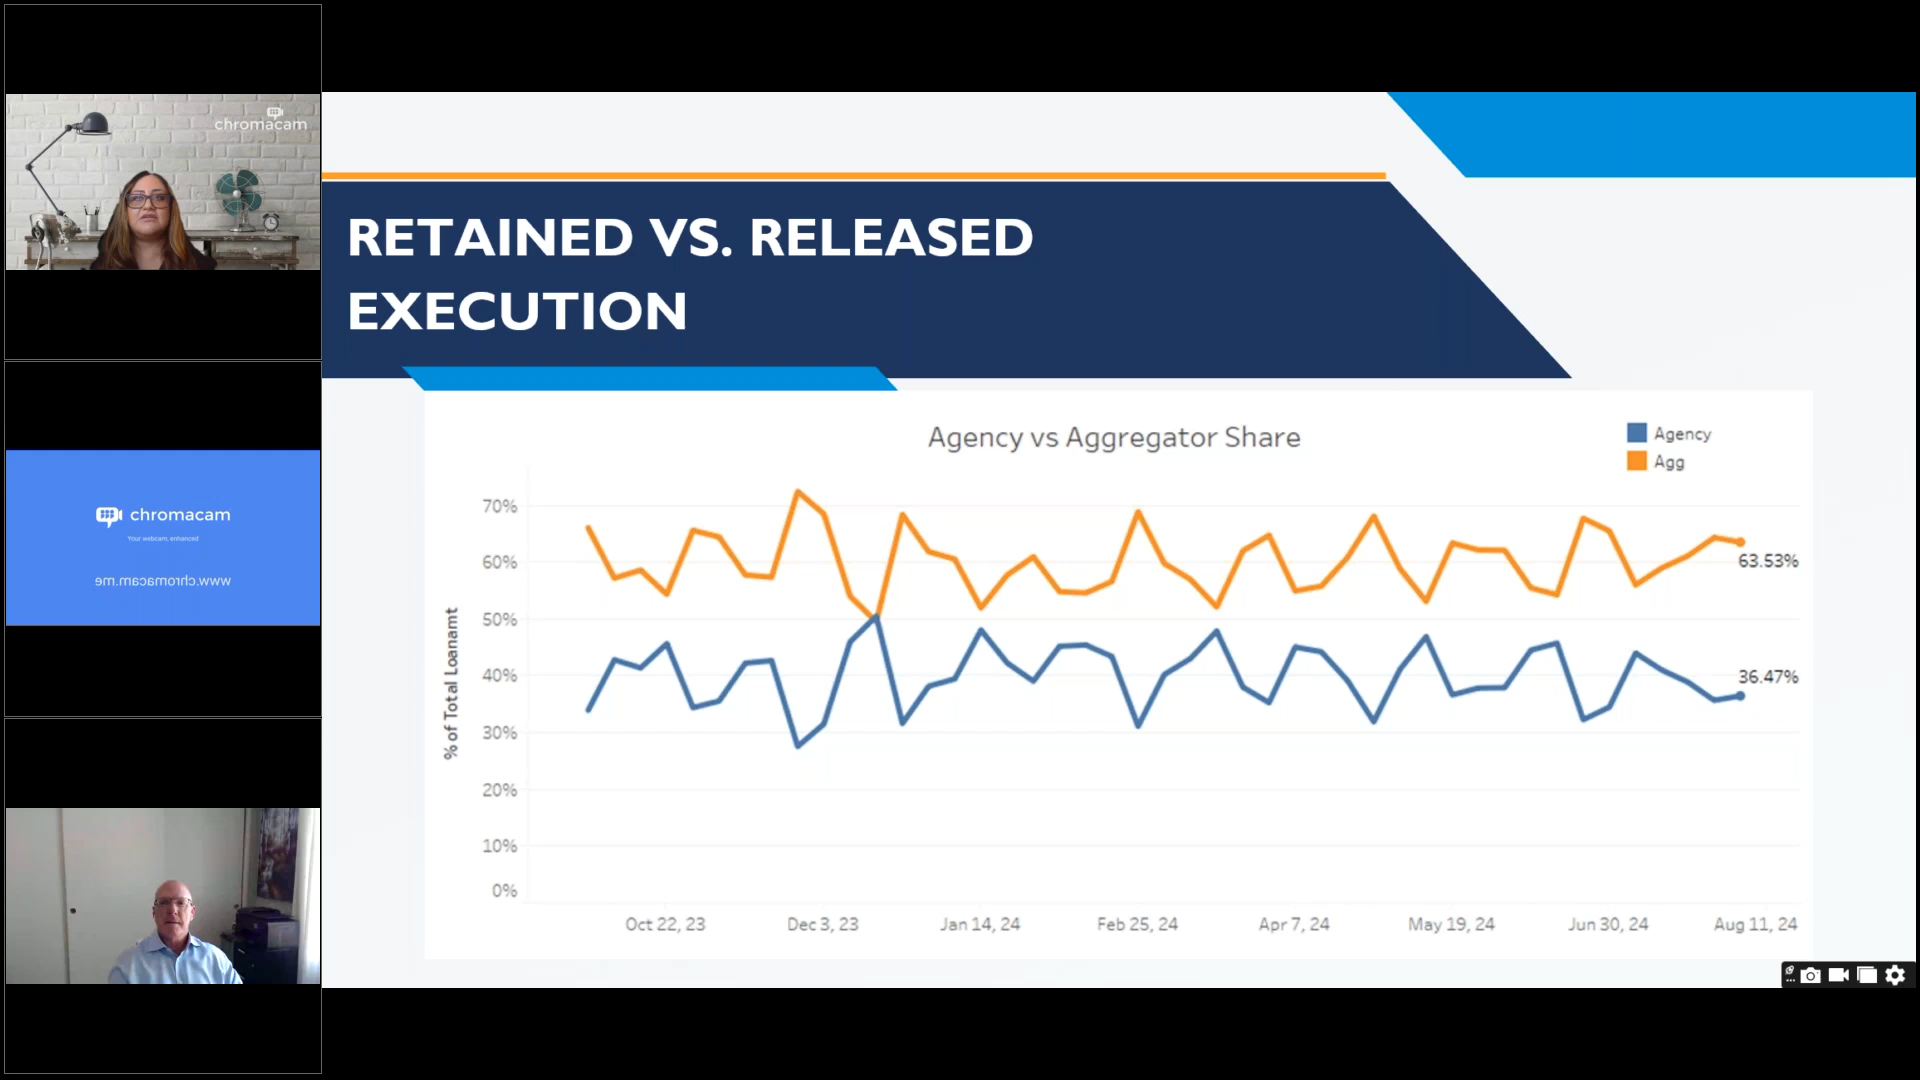 chromacam
chromacam
Your webcam, enhanced
www.chromacam.me
RETAINED VS. RELEASED
EXECUTION
Agency vs Aggregator Share
Agency
Agg
% of Total Loanamt
70%
60%
50%
40%
30%
20%
10%
0%
63.53%
36.47%
Oct 22, 23
Dec 3, 23
Jan 14, 24
Feb 25, 24
Apr 7, 24
May 19, 24
Jun 30, 24
Aug 11, 24